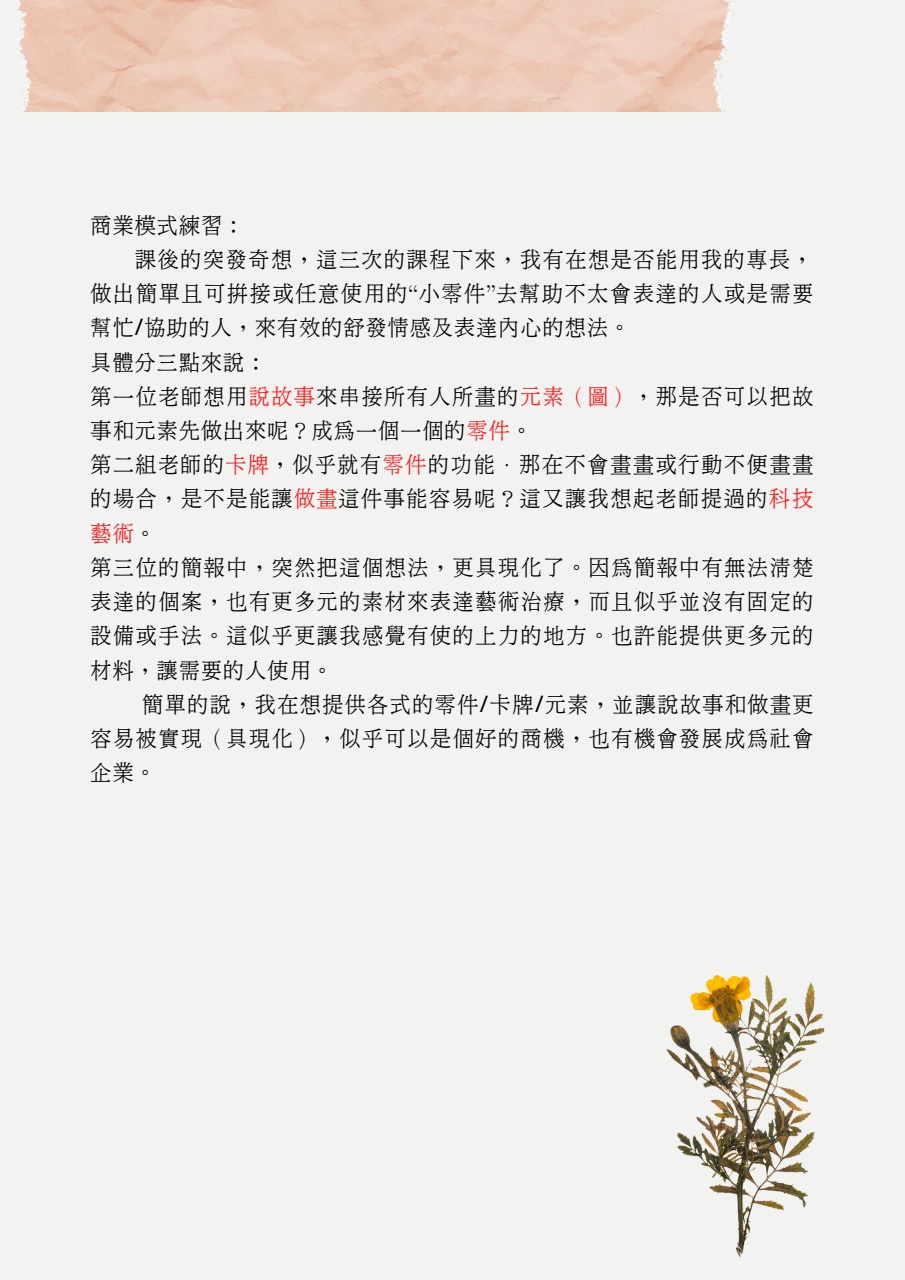 商業模式練習：
課後的突發奇想，這三次的課程下來，我有在想是否能用我的專長，
做出簡單且可拚接或任意使用的“小零件”去幫助不太會表達的人或是需要
幫忙/協助的人，來有效的舒發情感及表達內心的想法。
具體分三點來說：
第一位老師想用說故事來串接所有人所畫的元素（圖），那是否可以把故
事和元素先做出來呢？成爲一個一個的零件。
第二組老師的卡牌，似乎就有零件的功能．那在不會畫畫或行動不便畫畫
的場合，是不是能讓做畫這件事能容易呢？這又讓我想起老師提過的科技
藝術。
第三位的簡報中，突然把這個想法，更具現化了。因爲簡報中有無法清楚
表達的個案，也有更多元的素材來表達藝術治療，而且似乎並沒有固定的
設備或手法。這似乎更讓我感覺有使的上力的地方。也許能提供更多元的
材料，讓需要的人使用。
簡單的說，我在想提供各式的零件/卡牌/元素，並讓說故事和做畫更
容易被實現（具現化），似乎可以是個好的商機，也有機會發展成爲社會
企業。